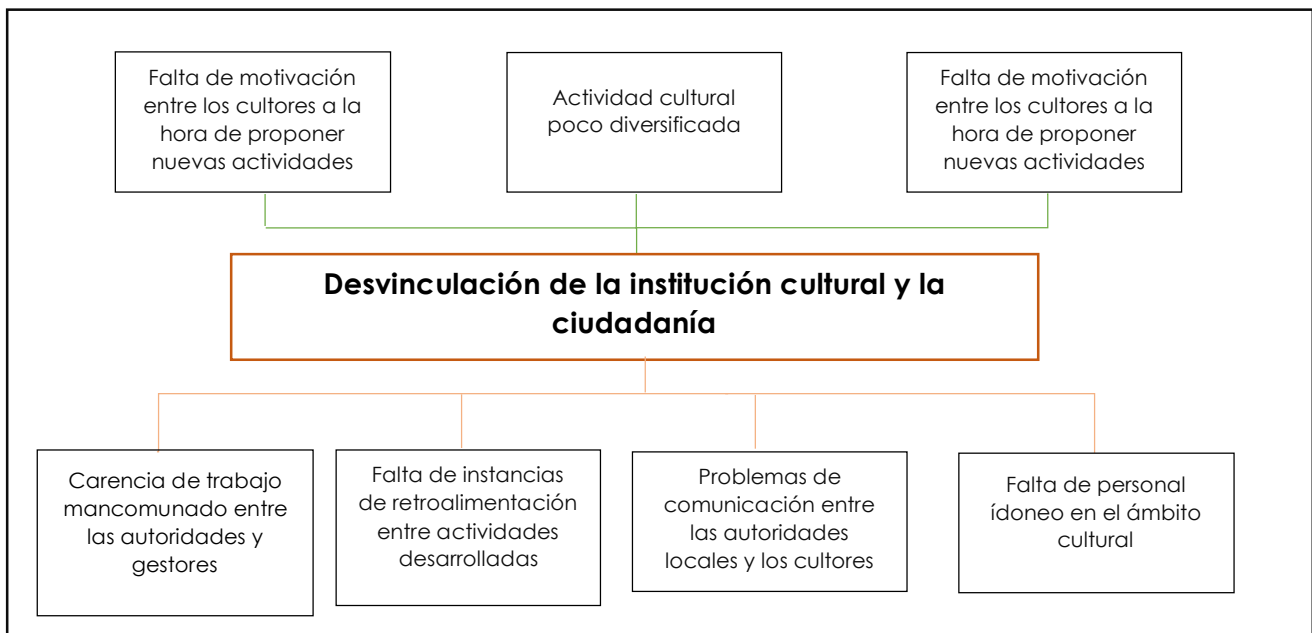 Falta de motivación
entre los cultores a la
hora de proponer
nuevas actividades
Actividad cultural
poco diversificada
Falta de motivación
entre los cultores a la
hora de proponer
nuevas actividades
Desvinculación de la institución cultural y la
ciudadanía
Carencia de trabajo
mancomunado entre
las autoridades y
gestores
Falta de instancias
de retroalimentación
entre actividades
desarrolladas
Problemas de
comunicación entre
las autoridades
locales y los cultores
Falta de personal
ídoneo en el ámbito
cultural